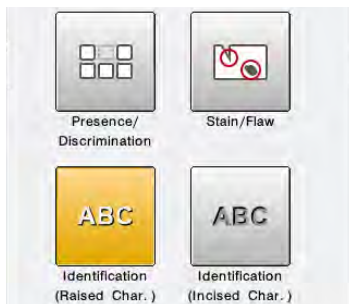 Presence/
Discrimination
Stain/Flaw
ABC
ABC
Identification
(Raised Char.)
Identification
(Incised Char.)